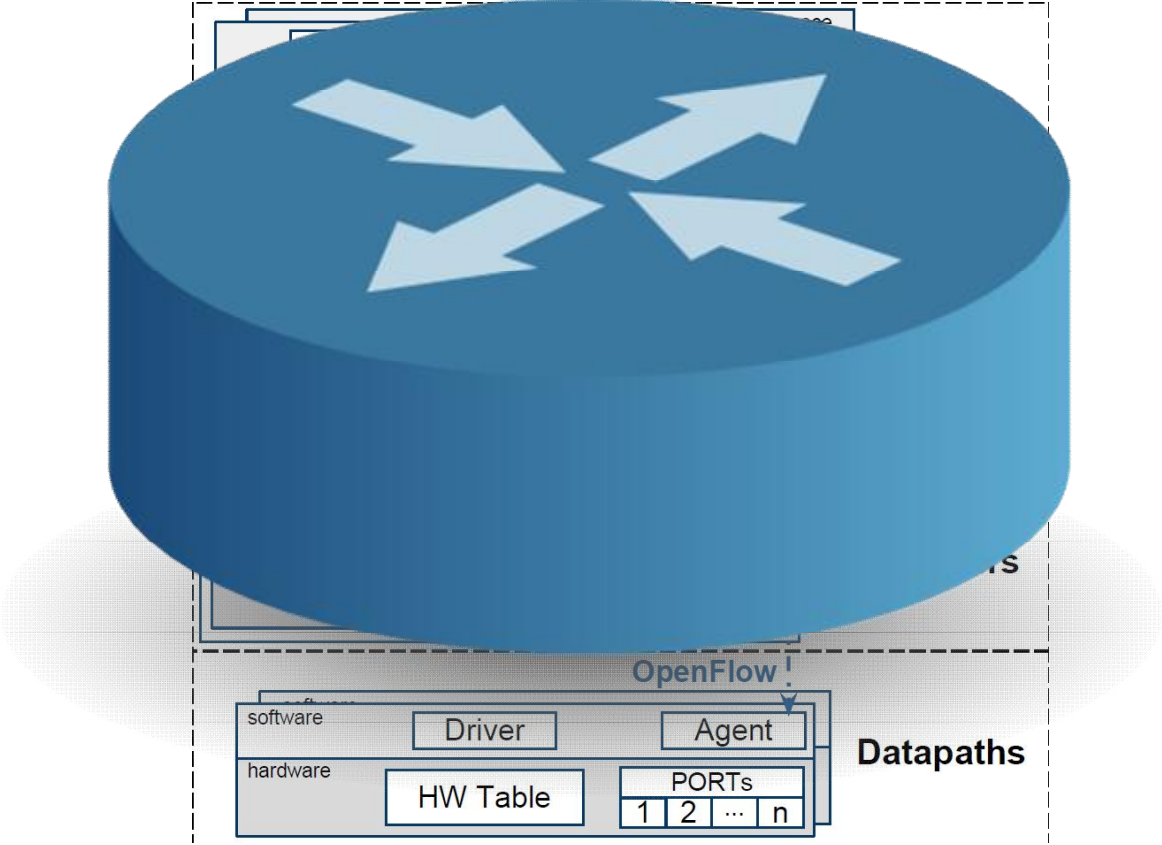 OpenFlow
software
Driver
Agent
Datapaths
hardware
HW Table
PORTs
1 2 ... n